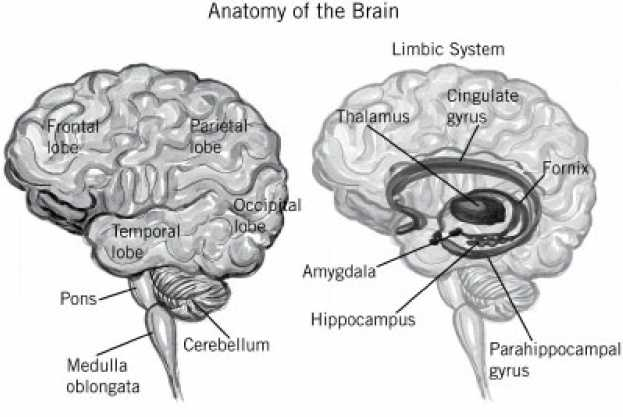 Anatomy of the Brain
Frontal
lobe
Parietal
lobe
Occipital
lobe
Temporal
lobe
Pons
Cerebellum
Medulla
oblongata
Limbic System
Cingulate
gyrus
Thalamus
Fornix
Amygdala
Hippocampus
Parahippocampal
gyrus